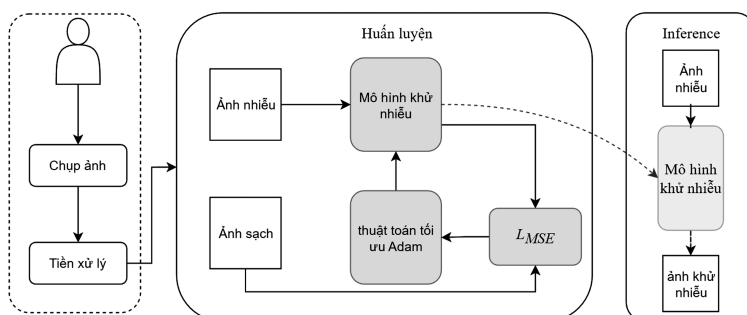 Chụp ảnh
Tiền xử lý
Huấn luyện
Ảnh nhiễu
Mô hình khử
nhiễu
Ảnh sạch
thuật toán tối
ưu Adam
L_MSE
Inference
Ảnh
nhiễu
Mô hình
khử nhiễu
ảnh khử
nhiễu